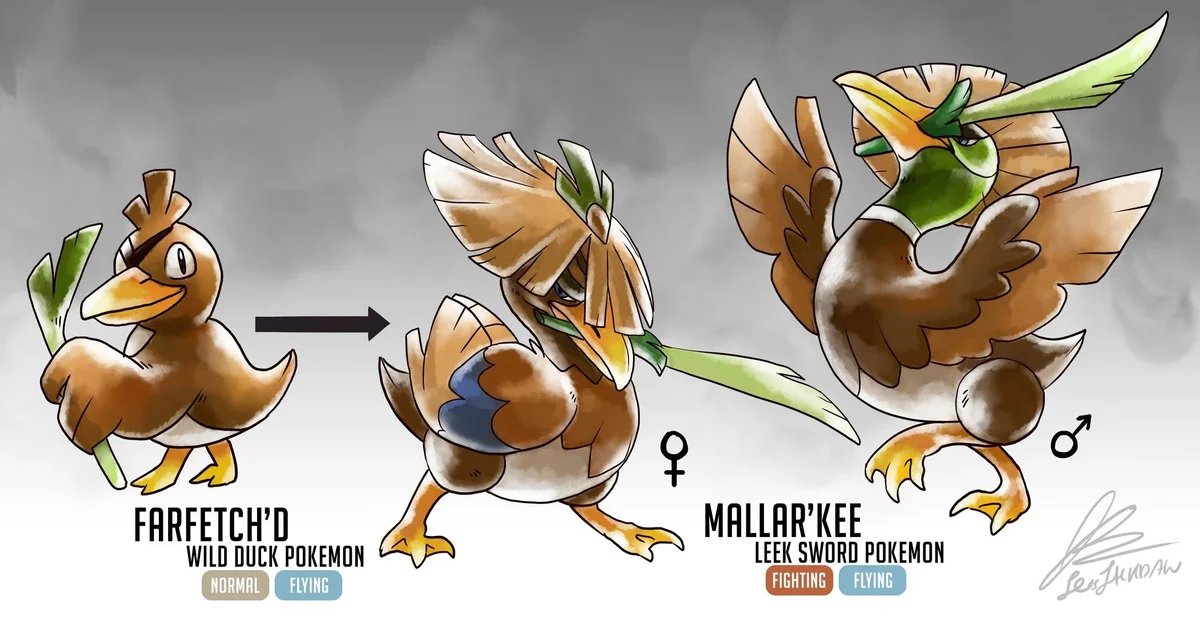 FARFETCH'D
WILD DUCK POKEMON
NORMAL FLYING
♀
MALLAR'KEE
LEEK SWORD POKEMON
FIGHTING FLYING
♂